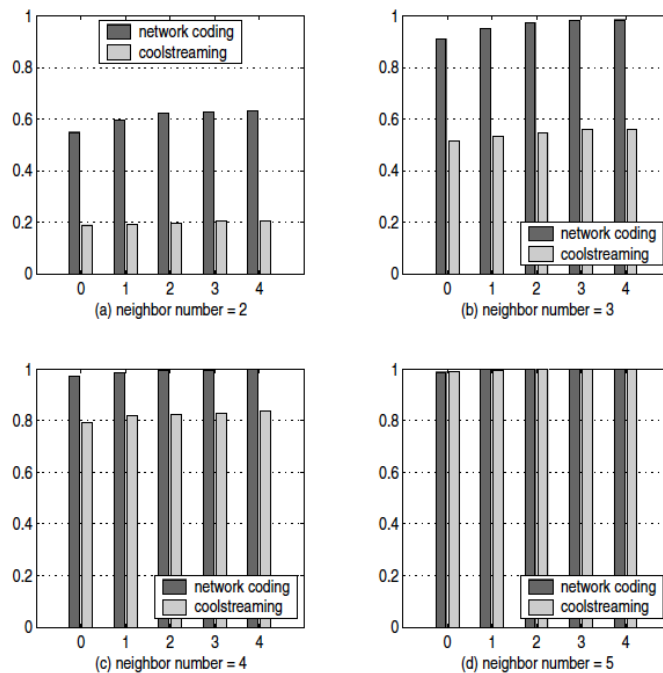 1
0.8
0.6
0.4
0.2
0
network coding
coolstreaming
0 1 2 3 4
(a) neighbor number = 2
1
0.8
0.6
0.4
0.2
0
network coding
coolstreaming
0 1 2 3 4
(b) neighbor number = 3
1
0.8
0.6
0.4
0.2
0
network coding
coolstreaming
0 1 2 3 4
(c) neighbor number = 4
1
0.8
0.6
0.4
0.2
0
network coding
coolstreaming
0 1 2 3 4
(d) neighbor number = 5